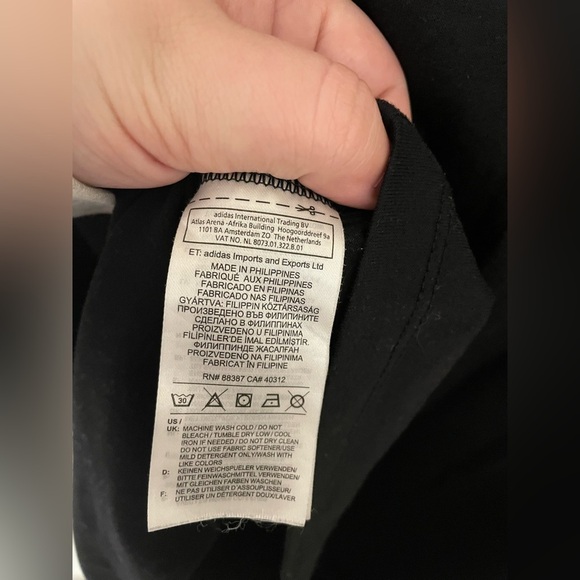 adidas International Trading BV
Atlas Arena -Afrika Building Hoogoorddreef 9a
1101 BA Amsterdam ZO The Netherlands
VAT NO. NL 8073.01.322.B.01
ET: adidas Imports and Exports Ltd
MADE IN PHILIPPINES
FABRIQUÉ AUX PHILIPPINES
FABRICADO EN FILIPINAS
FABRICADO NAS FILIPINAS
GYÁRTVA: FILIPPIN KÖZTÁRSASÁG
ПРОИЗВЕДЕНО ВЪВ ФИЛИПИНИТЕ
СДЕЛАНО В ФИЛИППИНАХ
PROIZVEDENO U FILIPINIMA
FİLİPİNLER'DE İMAL EDİLMİŞTİR.
ФИЛИППИНДЕ ЖАСАЛҒАН
PROIZVEDENO NA FILIPINIMA
FABRICAT ÎN FILIPINE
RN# 88387 CA# 40312
30
US /
UK: MACHINE WASH COLD / DO NOT
BLEACH / TUMBLE DRY LOW / COOL
IRON IF NEEDED / DO NOT DRY CLEAN
DO NOT USE FABRIC SOFTENER/USE
MILD DETERGENT ONLY/WASH WITH
LIKE COLORS
D: KEINEN WEICHSPUELER VERWENDEN/
BITTE FEINWASCHMITTEL VERWENDEN/
MIT GLEICHEN FARBEN WASCHEN
F: NE PAS UTILISER D'ASSOUPLISSEUR/
UTILISER UN DETERGENT DOUX/LAVER